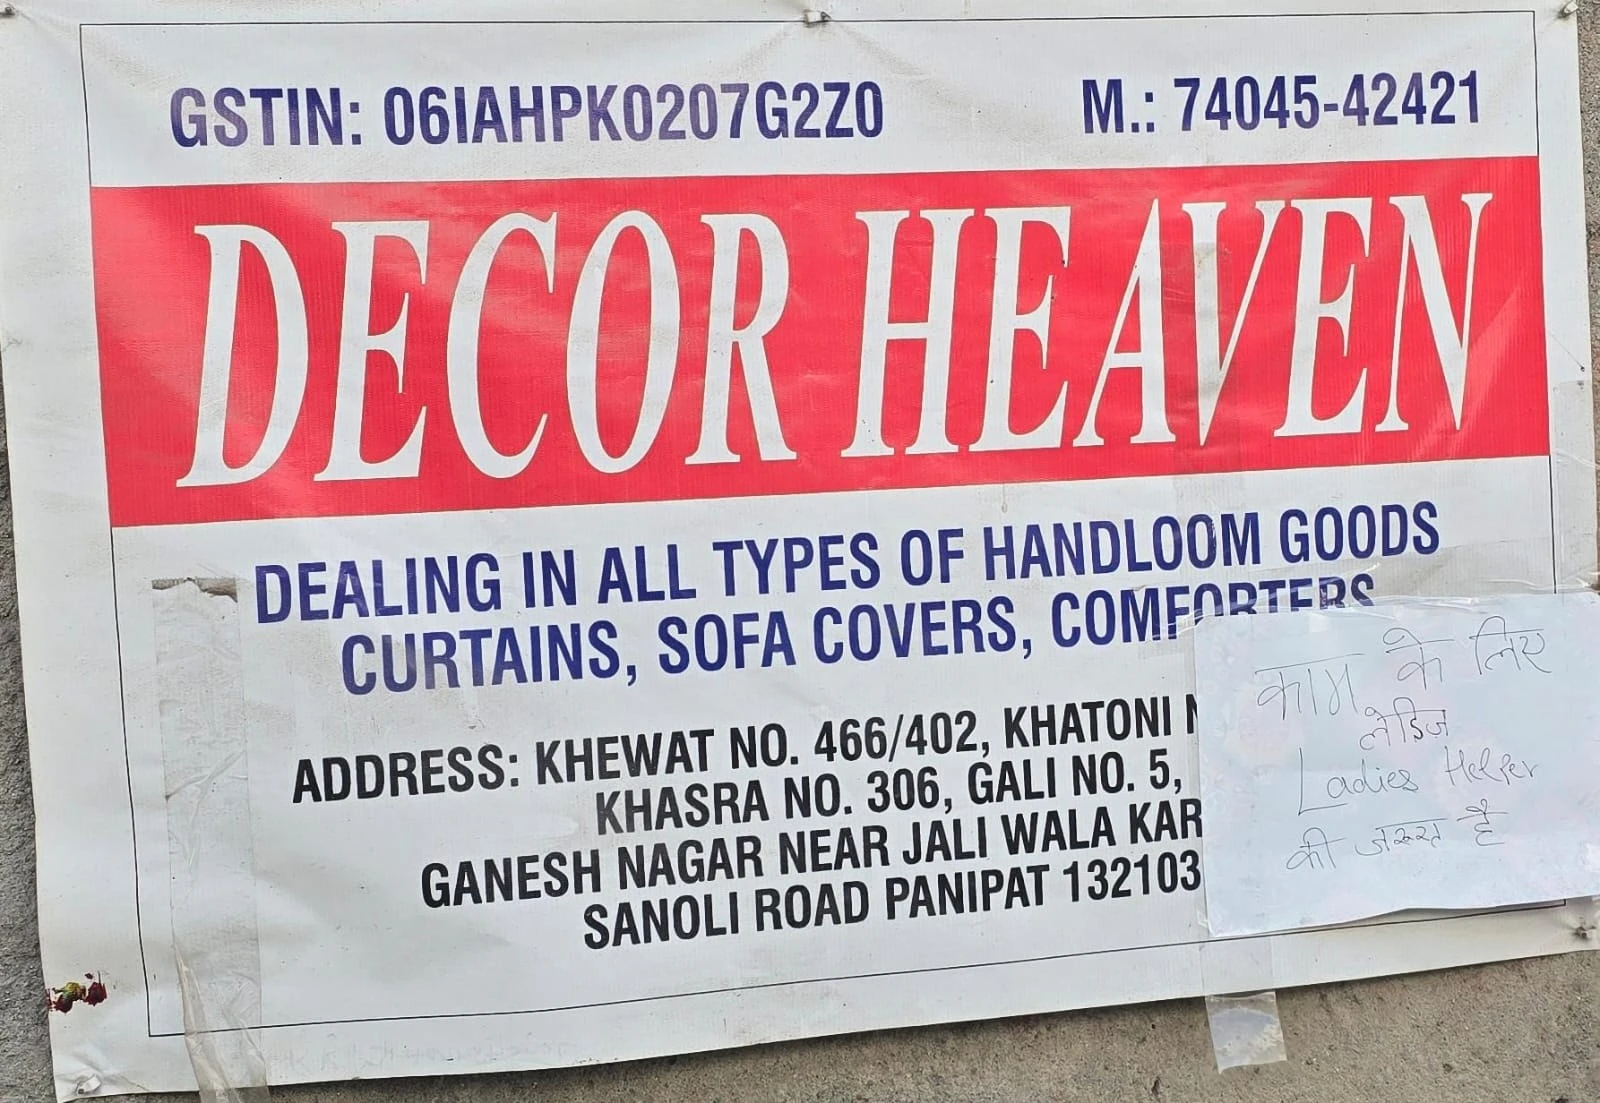 GSTIN: 06IAHPK0207G2Z0 M.: 74045-42421
DECOR HEAVEN
DEALING IN ALL TYPES OF HANDLOOM GOODS
CURTAINS, SOFA COVERS, COMFORTERS
ADDRESS: KHEWAT NO. 466/402, KHATONI
KHASRA NO. 306, GALI NO. 5,
GANESH NAGAR NEAR JALI WALA
SANOLI ROAD PANIPAT 132103
काम के लिए
लेडिज
Ladies Helper
की जरूरत है